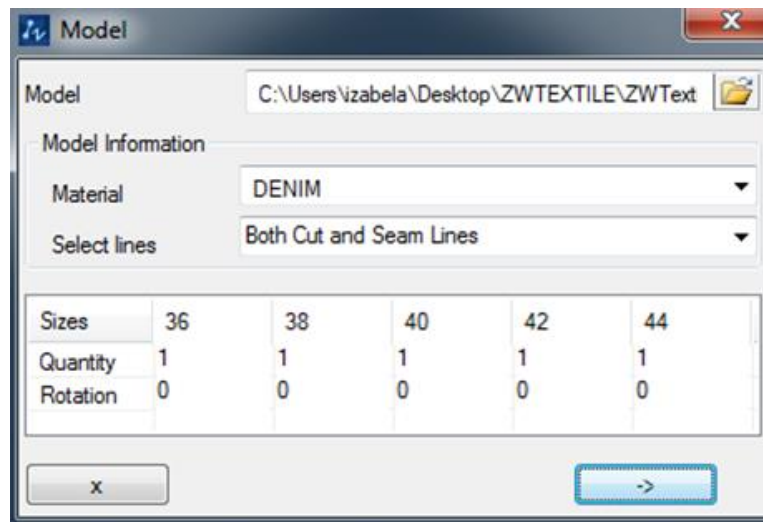 Model
Model C:\Users\izabela\Desktop\ZWTEXTILE\ZWText
Model Information
Material DENIM
Select lines Both Cut and Seam Lines
Sizes 36 38 40 42 44
Quantity 1 1 1 1 1
Rotation 0 0 0 0 0
x ->